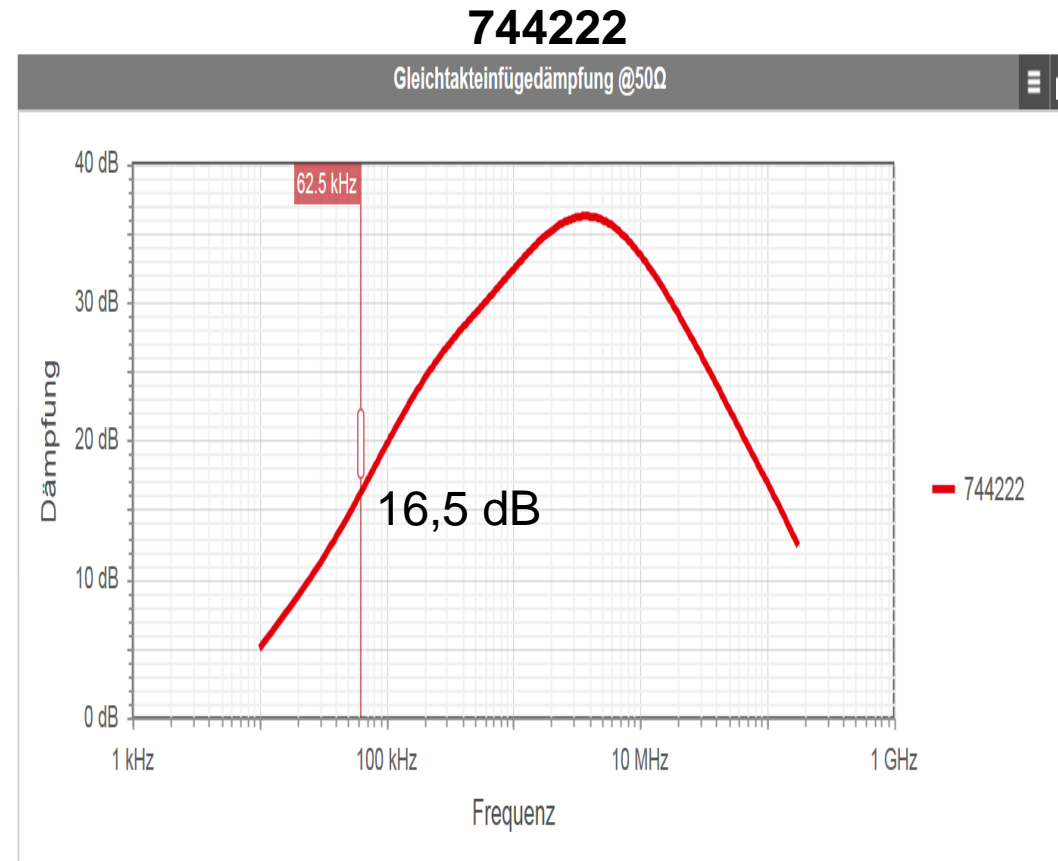 744222
Gleichtakteinfügedämpfung @50Ω
40 dB
62.5 kHz
30 dB
Dämpfung
20 dB
16,5 dB
744222
10 dB
0 dB
1 kHz
100 kHz
10 MHz
1 GHz
Frequenz